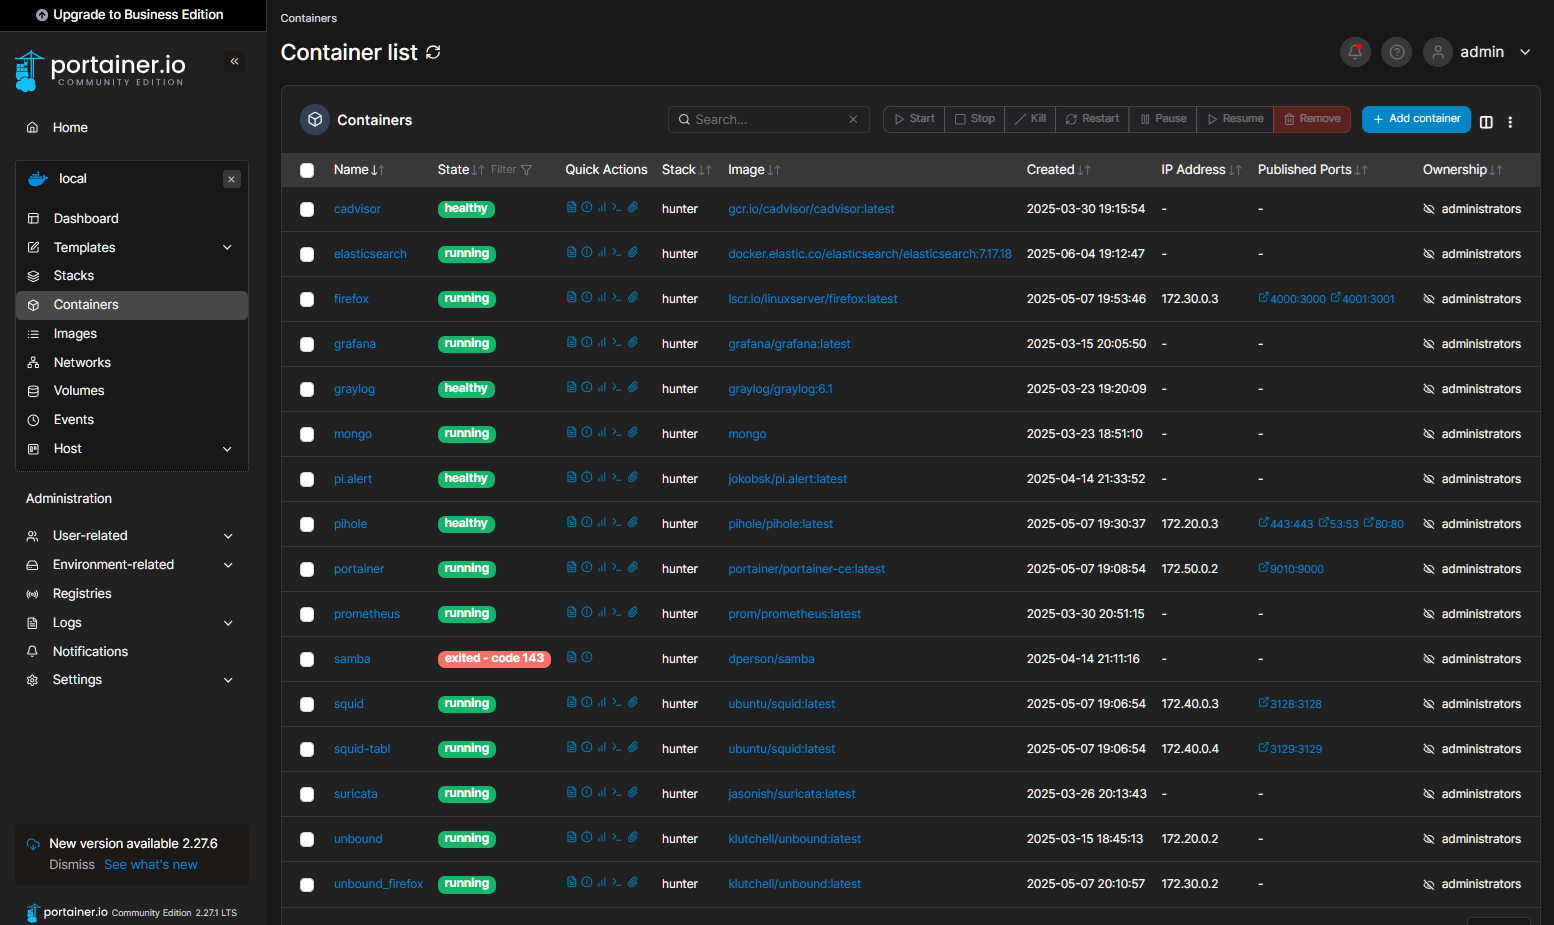 Upgrade to Business Edition
portainer.io
COMMUNITY EDITION
Home
local
Dashboard
Templates
Stacks
Containers
Images
Networks
Volumes
Events
Host
Administration
User-related
Environment-related
Registries
Logs
Notifications
Settings
New version available 2.27.6
Dismiss See what's new
portainer.io Community Edition 2.27.1 LTS
Containers
Container list
admin
Containers
Search...
Start Stop Kill Restart Pause Resume Remove
Add container
Name State Filter Quick Actions Stack Image Created IP Address Published Ports Ownership
cadvisor healthy hunter gcr.io/cadvisor/cadvisor:latest 2025-03-30 19:15:54 - - administrators
elasticsearch running hunter docker.elastic.co/elasticsearch/elasticsearch:7.17.18 2025-06-04 19:12:47 - - administrators
firefox running hunter lscr.io/linuxserver/firefox:latest 2025-05-07 19:53:46 172.30.0.3 4000:3000 4001:3001 administrators
grafana running hunter grafana/grafana:latest 2025-03-15 20:05:50 - - administrators
graylog healthy hunter graylog/graylog:6.1 2025-03-23 19:20:09 - - administrators
mongo running hunter mongo 2025-03-23 18:51:10 - - administrators
pi.alert healthy hunter jokobsk/pi.alert:latest 2025-04-14 21:33:52 - - administrators
pihole healthy hunter pihole/pihole:latest 2025-05-07 19:30:37 172.20.0.3 443:443 53:53 80:80 administrators
portainer running hunter portainer/portainer-ce:latest 2025-05-07 19:08:54 172.50.0.2 9010:9000 administrators
prometheus running hunter prom/prometheus:latest 2025-03-30 20:51:15 - - administrators
samba exited - code 143 hunter dperson/samba 2025-04-14 21:11:16 - - administrators
squid running hunter ubuntu/squid:latest 2025-05-07 19:06:54 172.40.0.3 3128:3128 administrators
squid-tabl running hunter ubuntu/squid:latest 2025-05-07 19:06:54 172.40.0.4 3129:3129 administrators
suricata running hunter jasonish/suricata:latest 2025-03-26 20:13:43 - - administrators
unbound running hunter klutchell/unbound:latest 2025-03-15 18:45:13 172.20.0.2 - administrators
unbound_firefox running hunter klutchell/unbound:latest 2025-05-07 20:10:57 172.30.0.2 - administrators